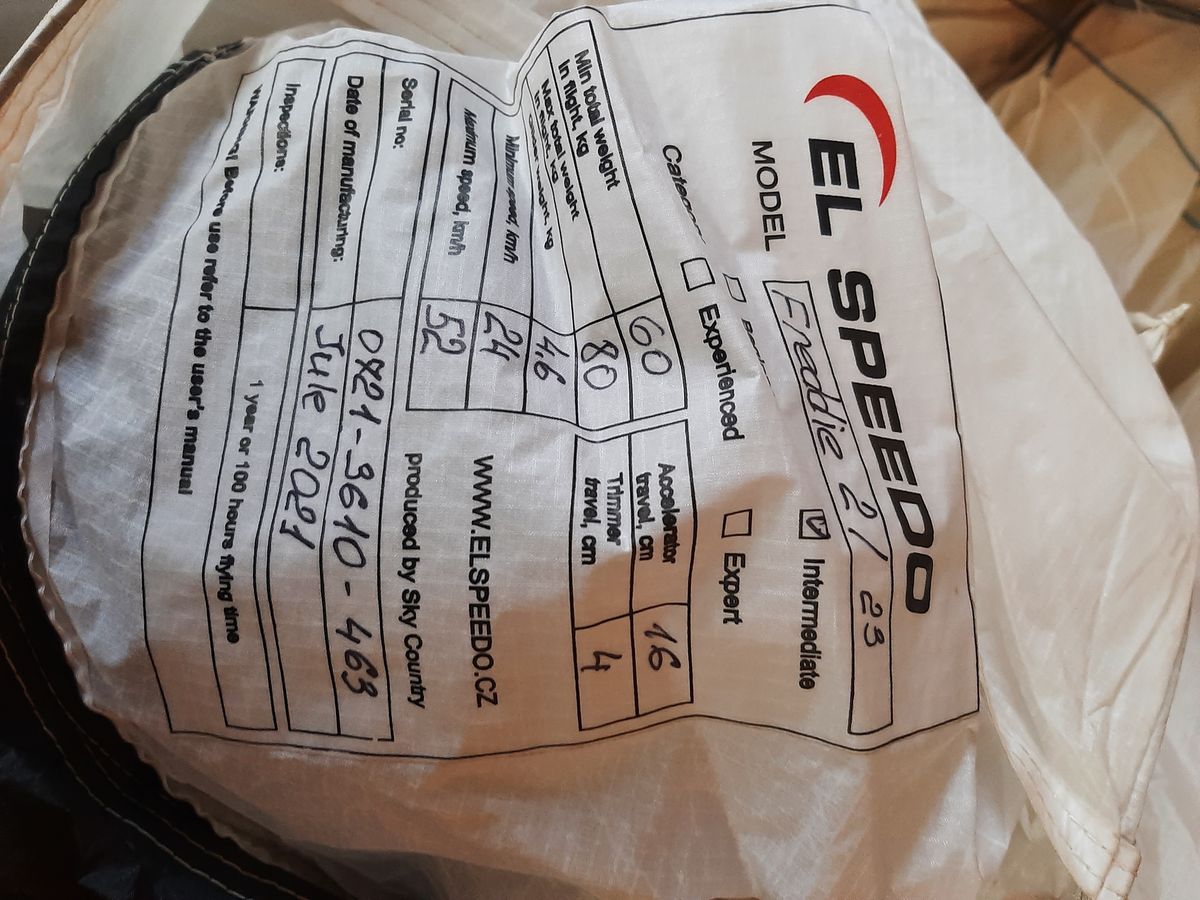 EL SPEEDO
MODEL Freddie 2 / 23
Intermediate
Experienced Expert
Min total weight in flight, kg 60 Accelerator travel, cm 16
Max total weight in flight, kg 80 Trimmer travel, cm 4
weight, kg 4.6
Minimum speed, km/h 24
Maximum speed, km/h 52
WWW.ELSPEEDO.CZ
produced by Sky Country
Serial no: 0821-3610-463
Date of manufacturing: Jule 2021
Inspections: 1 year or 100 hours flying time
Before use refer to the user's manual